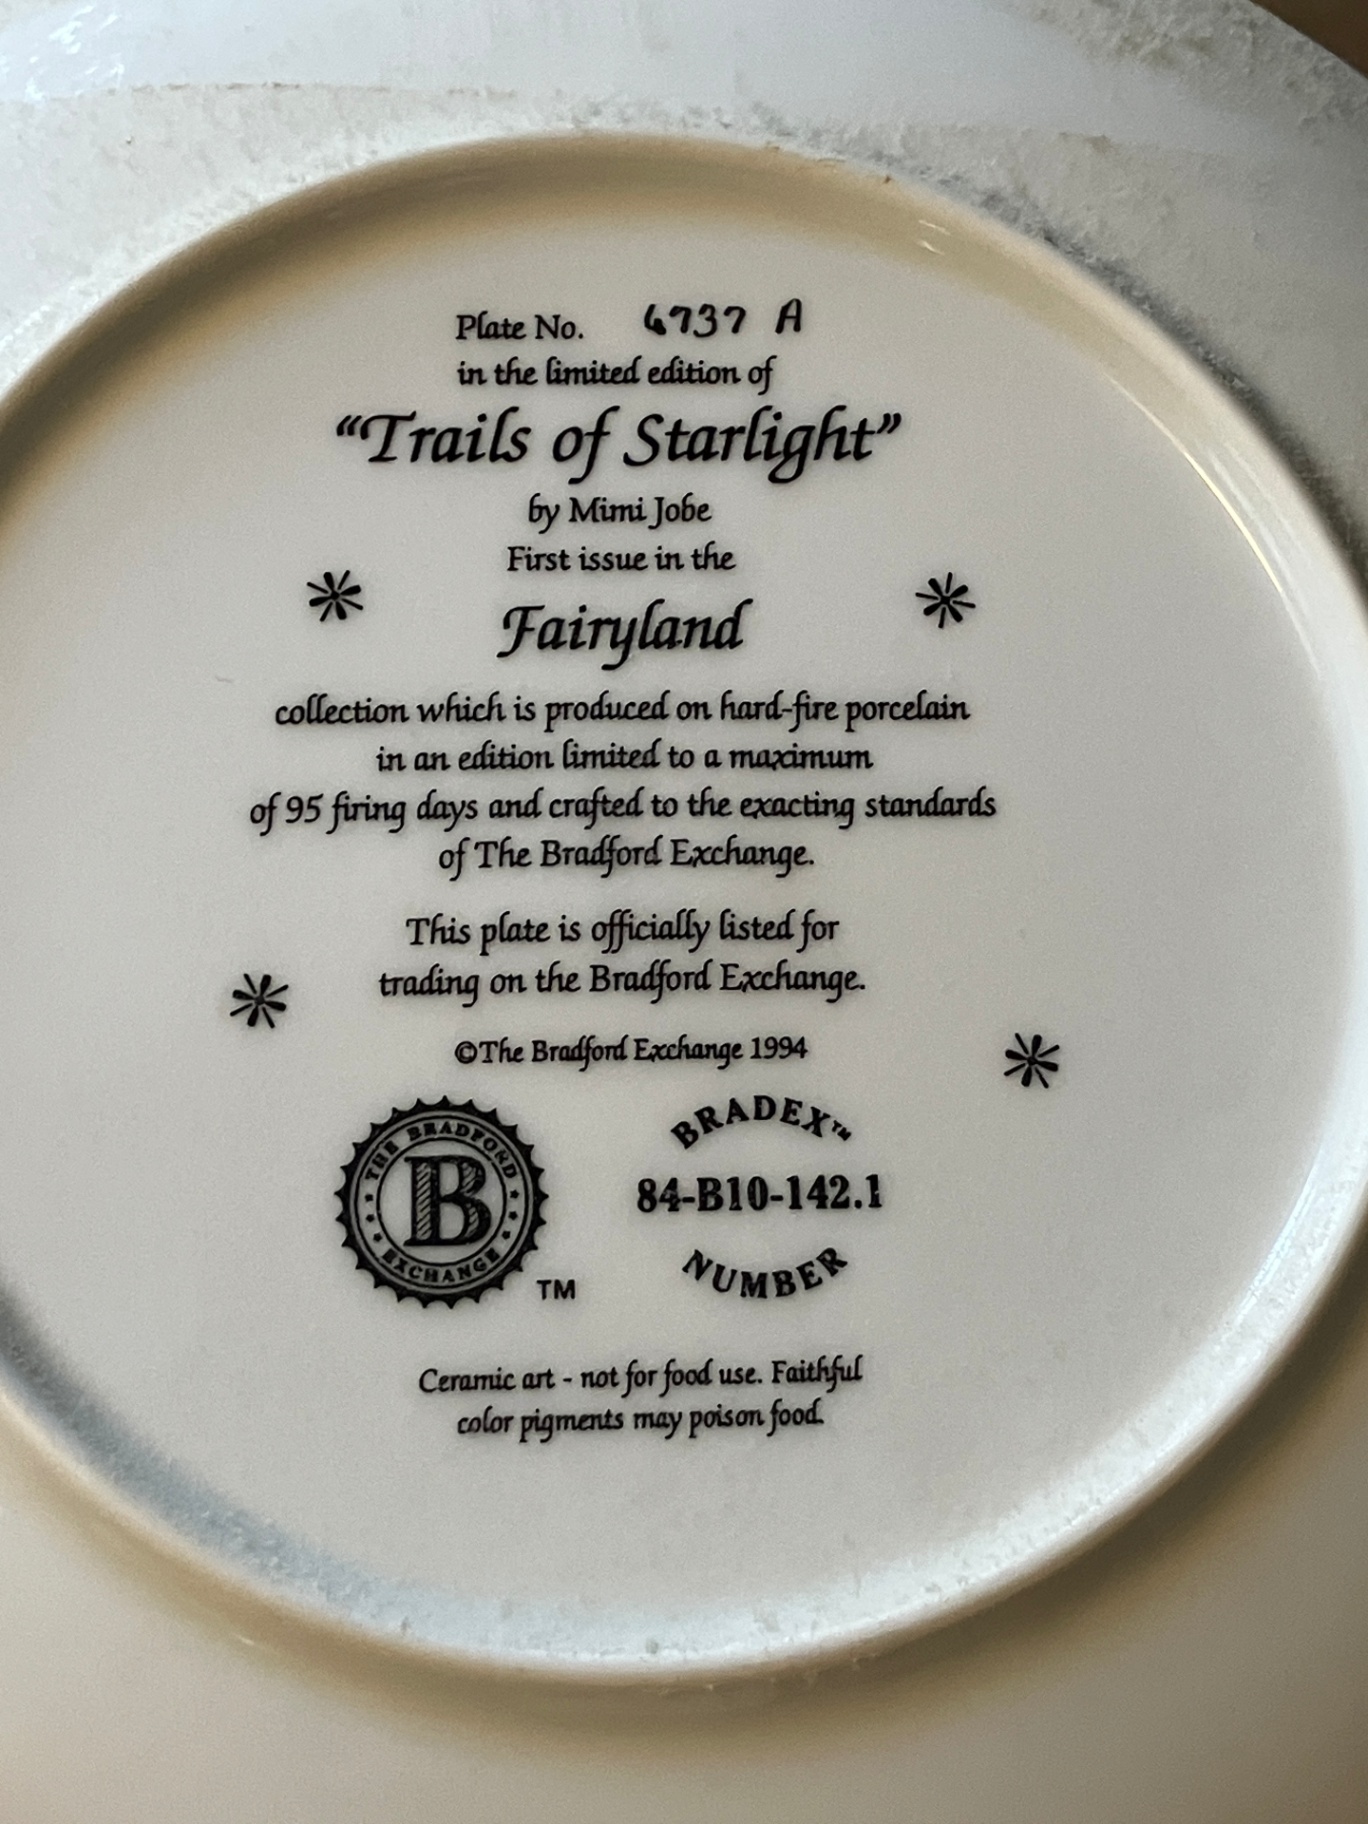 Plate No. 6737 A
in the limited edition of
“Trails of Starlight”
by Mimi Jobe
First issue in the
Fairyland
collection which is produced on hard-fire porcelain
in an edition limited to a maximum
of 95 firing days and crafted to the exacting standards
of The Bradford Exchange.
This plate is officially listed for
trading on the Bradford Exchange.
©The Bradford Exchange 1994
THE BRADFORD
B
EXCHANGE
TM
BRADEX™
84-B10-142.1
NUMBER
Ceramic art - not for food use. Faithful
color pigments may poison food.